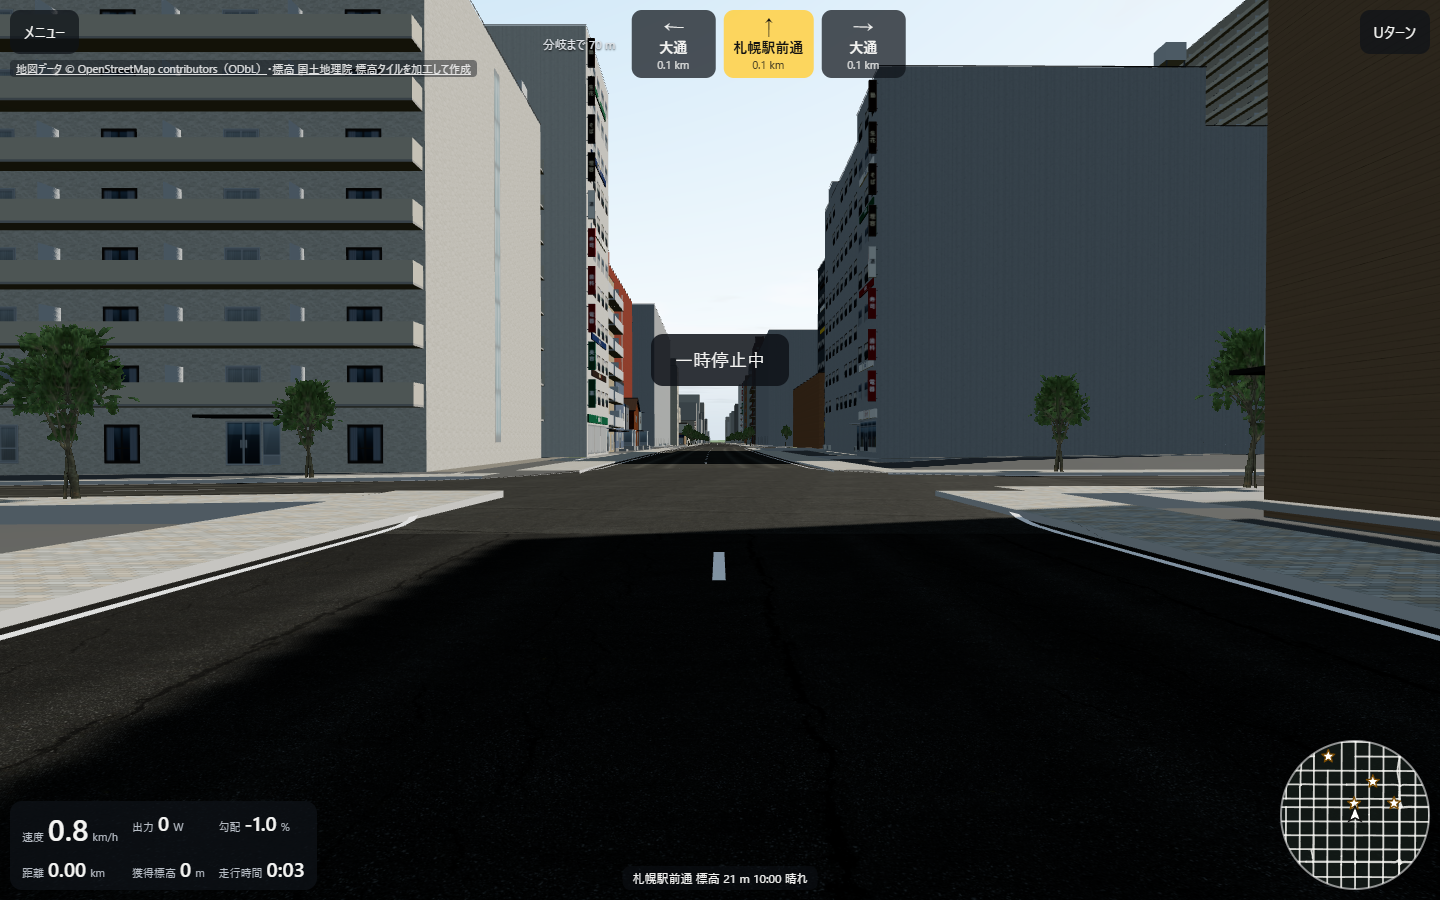 メニュー
地図データ © OpenStreetMap contributors（ODbL）・標高 国土地理院 標高タイルを加工して作成
分岐まで 70 m
← 大通 0.1 km
↑ 札幌駅前通 0.1 km
→ 大通 0.1 km
Uターン
一時停止中
速度 0.8 km/h 出力 0 W 勾配 -1.0 %
距離 0.00 km 獲得標高 0 m 走行時間 0:03
札幌駅前通 標高 21 m 10:00 晴れ